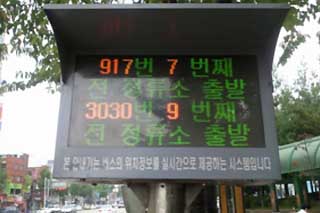 917번 7 번째
전 정류소 출발
3030번 9 번째
전 정류소 출발
본 안내기는 버스의 위치정보를 실시간으로 제공하는 시스템입니다